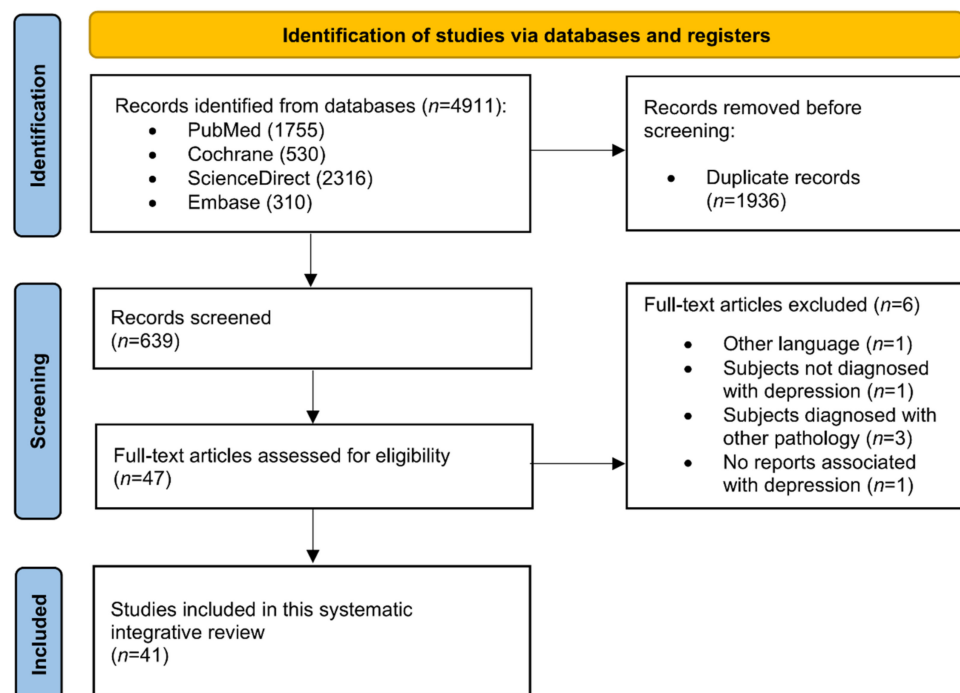 Identification of studies via databases and registers
Identification
Records identified from databases (n=4911):
• PubMed (1755)
• Cochrane (530)
• ScienceDirect (2316)
• Embase (310)
Records removed before
screening:
• Duplicate records
(n=1936)
Screening
Records screened
(n=639)
Full-text articles assessed for eligibility
(n=47)
Full-text articles excluded (n=6)
• Other language (n=1)
• Subjects not diagnosed
with depression (n=1)
• Subjects diagnosed with
other pathology (n=3)
• No reports associated
with depression (n=1)
Included
Studies included in this systematic
integrative review
(n=41)